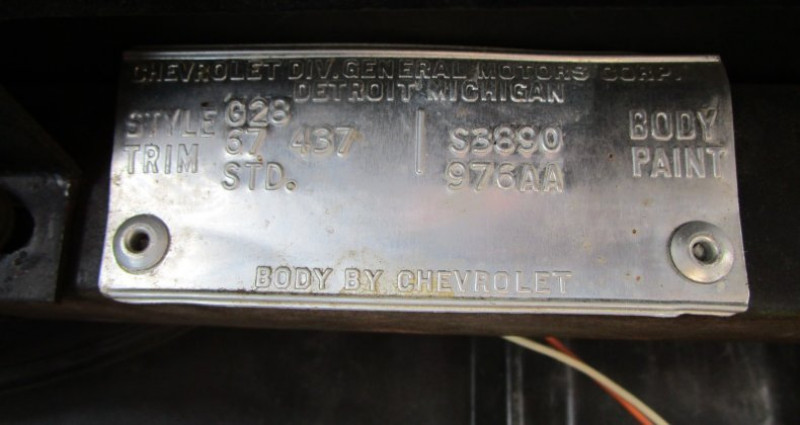 CHEVROLET DIV. GENERAL MOTORS CORP.
DETROIT MICHIGAN
G28
STYLE 67 437 S3890 BODY
TRIM STD. 976AA PAINT
BODY BY CHEVROLET